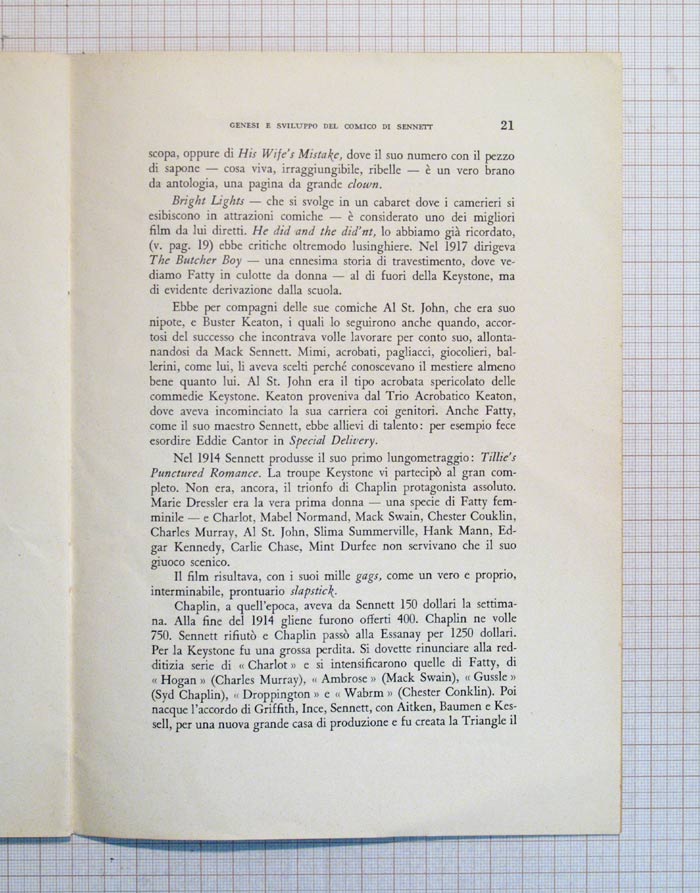 GENESI E SVILUPPO DEL COMICO DI SENNETT 21
scopa, oppure di His Wife's Mistake, dove il suo numero con il pezzo
di sapone — cosa viva, irraggiungibile, ribelle — è un vero brano
da antologia, una pagina da grande clown.
Bright Lights — che si svolge in un cabaret dove i camerieri si
esibiscono in attrazioni comiche — è considerato uno dei migliori
film da lui diretti. He did and the did'nt, lo abbiamo già ricordato,
(v. pag. 19) ebbe critiche oltremodo lusinghiere. Nel 1917 dirigeva
The Butcher Boy — una ennesima storia di travestimento, dove ve-
diamo Fatty in culotte da donna — al di fuori della Keystone, ma
di evidente derivazione dalla scuola.
Ebbe per compagni delle sue comiche Al St. John, che era suo
nipote, e Buster Keaton, i quali lo seguirono anche quando, accor-
tosi del successo che incontrava volle lavorare per conto suo, allonta-
nandosi da Mack Sennett. Mimi, acrobati, pagliacci, giocolieri, bal-
lerini, come lui, li aveva scelti perché conoscevano il mestiere almeno
bene quanto lui. Al St. John era il tipo acrobata spericolato delle
commedie Keystone. Keaton proveniva dal Trio Acrobatico Keaton,
dove aveva incominciato la sua carriera coi genitori. Anche Fatty,
come il suo maestro Sennett, ebbe allievi di talento: per esempio fece
esordire Eddie Cantor in Special Delivery.
Nel 1914 Sennett produsse il suo primo lungometraggio: Tillie's
Punctured Romance. La troupe Keystone vi partecipò al gran com-
pleto. Non era, ancora, il trionfo di Chaplin protagonista assoluto.
Marie Dressler era la vera prima donna — una specie di Fatty fem-
minile — e Charlot, Mabel Normand, Mack Swain, Chester Couklin,
Charles Murray, Al St. John, Slima Summerville, Hank Mann, Ed-
gar Kennedy, Carlie Chase, Mint Durfee non servivano che il suo
giuoco scenico.
Il film risultava, con i suoi mille gags, come un vero e proprio,
interminabile, prontuario slapstick.
Chaplin, a quell'epoca, aveva da Sennett 150 dollari la settima-
na. Alla fine del 1914 gliene furono offerti 400. Chaplin ne volle
750. Sennett rifiutò e Chaplin passò alla Essanay per 1250 dollari.
Per la Keystone fu una grossa perdita. Si dovette rinunciare alla red-
ditizia serie di « Charlot » e si intensificarono quelle di Fatty, di
« Hogan » (Charles Murray), « Ambrose » (Mack Swain), « Gussle »
(Syd Chaplin), « Droppington » e « Wabrm » (Chester Conklin). Poi
nacque l'accordo di Griffith, Ince, Sennett, con Aitken, Baumen e Kes-
sell, per una nuova grande casa di produzione e fu creata la Triangle il